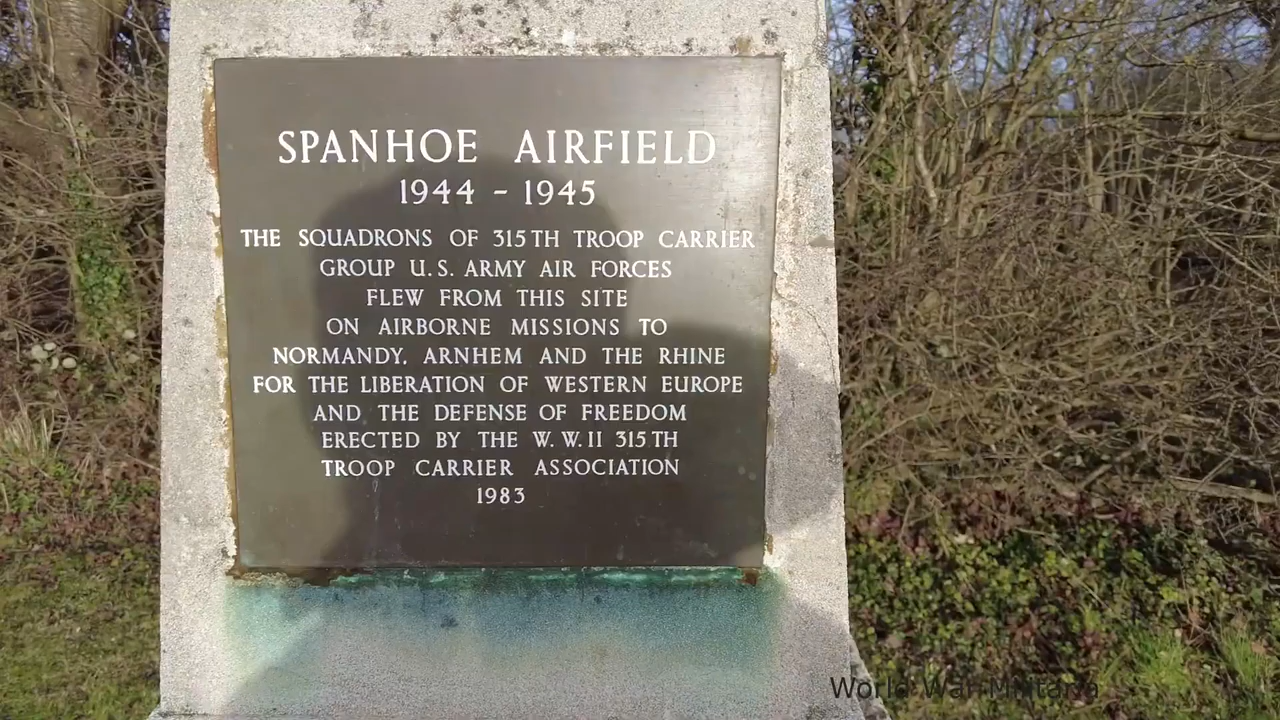 SPANHOE AIRFIELD
1944 - 1945
THE SQUADRONS OF 315TH TROOP CARRIER
GROUP U.S. ARMY AIR FORCES
FLEW FROM THIS SITE
ON AIRBORNE MISSIONS TO
NORMANDY, ARNHEM AND THE RHINE
FOR THE LIBERATION OF WESTERN EUROPE
AND THE DEFENSE OF FREEDOM
ERECTED BY THE W.W.II 315TH
TROOP CARRIER ASSOCIATION
1983
World War Militaria